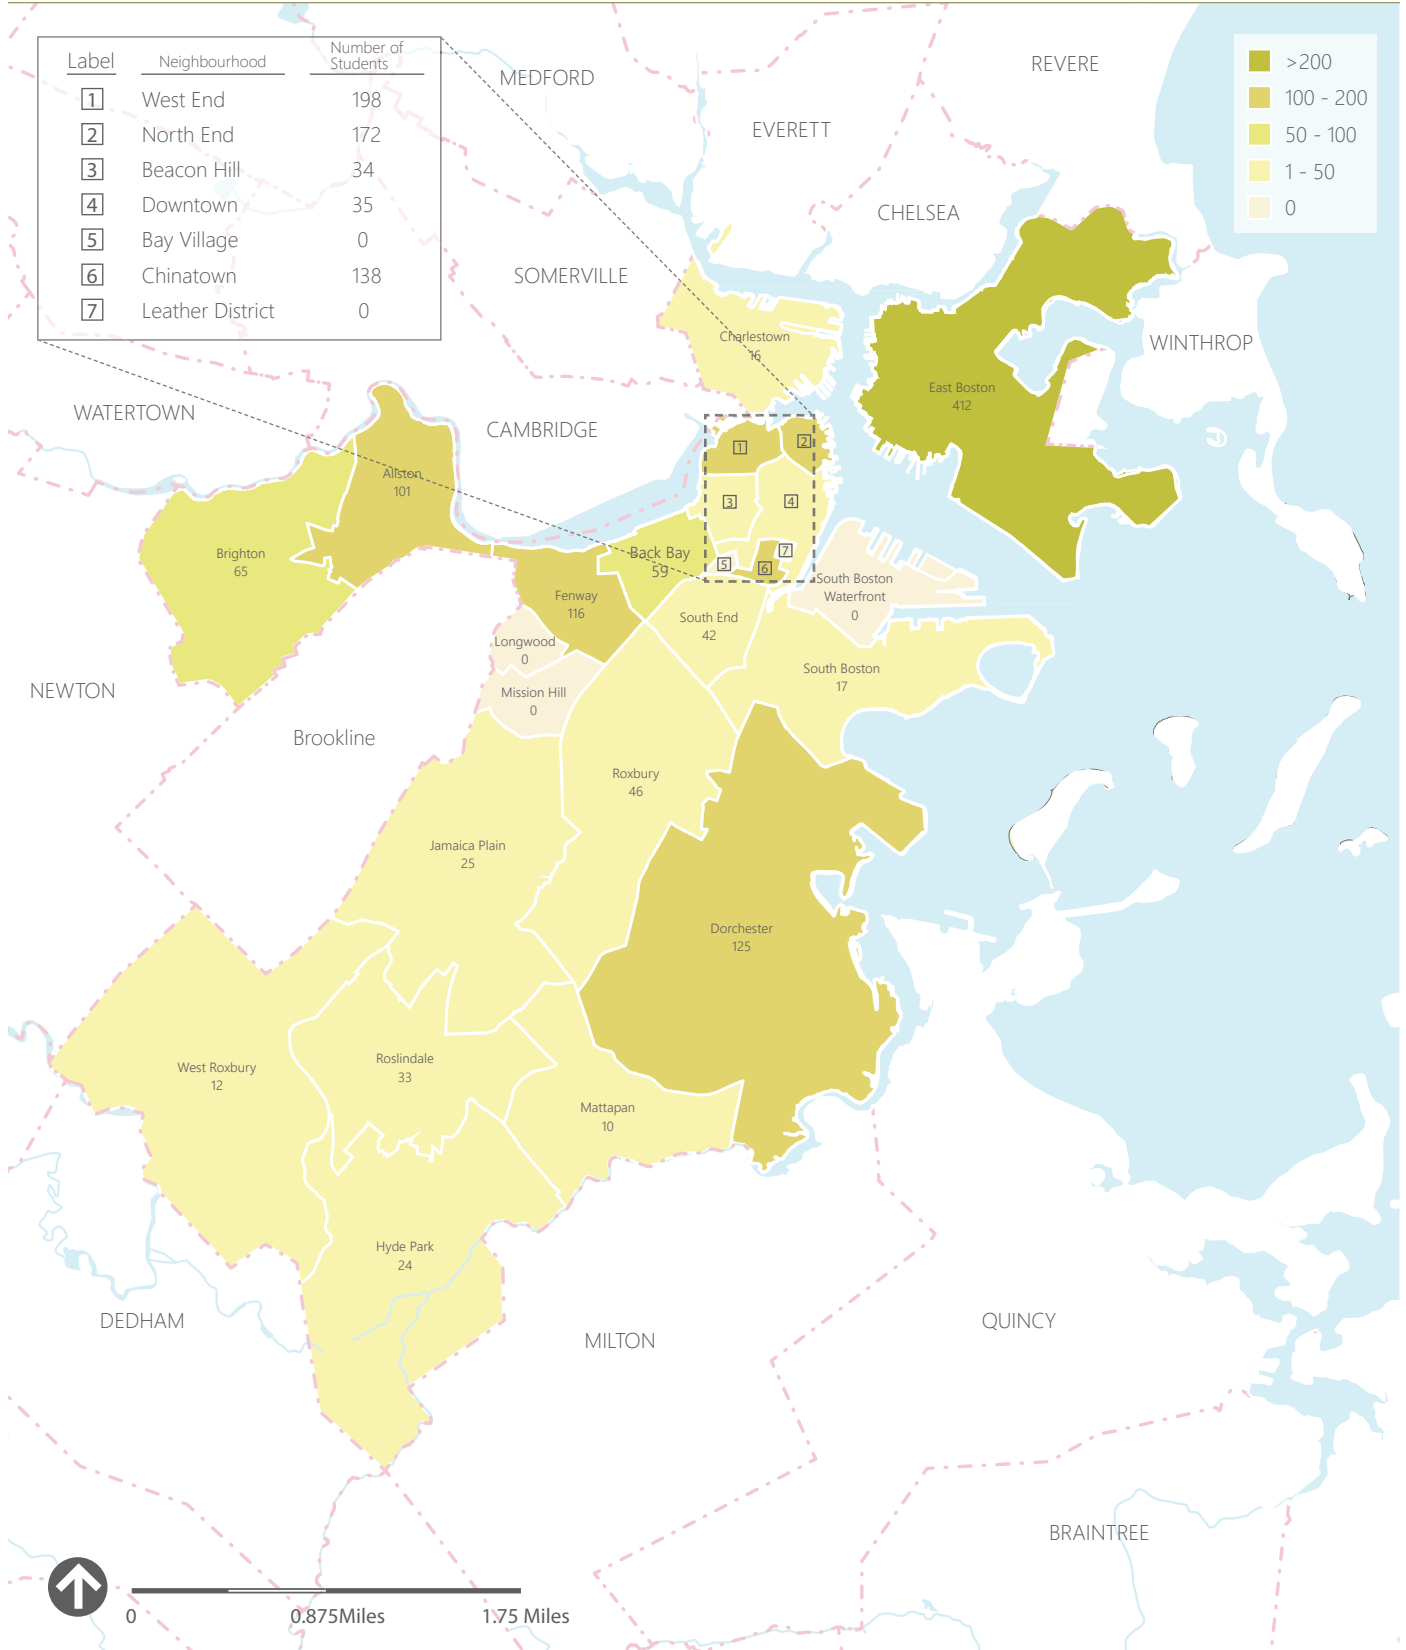 Label Neighbourhood Number of Students
1 West End 198
2 North End 172
3 Beacon Hill 34
4 Downtown 35
5 Bay Village 0
6 Chinatown 138
7 Leather District 0
>200
100 - 200
50 - 100
1 - 50
0
MEDFORD
REVERE
EVERETT
CHELSEA
SOMERVILLE
WINTHROP
Charlestown
16
East Boston
412
WATERTOWN
CAMBRIDGE
1
2
3
4
5
6
7
Allston
101
Brighton
65
Back Bay
59
Fenway
116
South Boston
Waterfront
0
South End
42
Longwood
0
South Boston
17
Mission Hill
0
NEWTON
Brookline
Roxbury
46
Jamaica Plain
25
Dorchester
125
West Roxbury
12
Roslindale
33
Mattapan
10
Hyde Park
24
DEDHAM
MILTON
QUINCY
BRAINTREE
0 0.875Miles 1.75 Miles